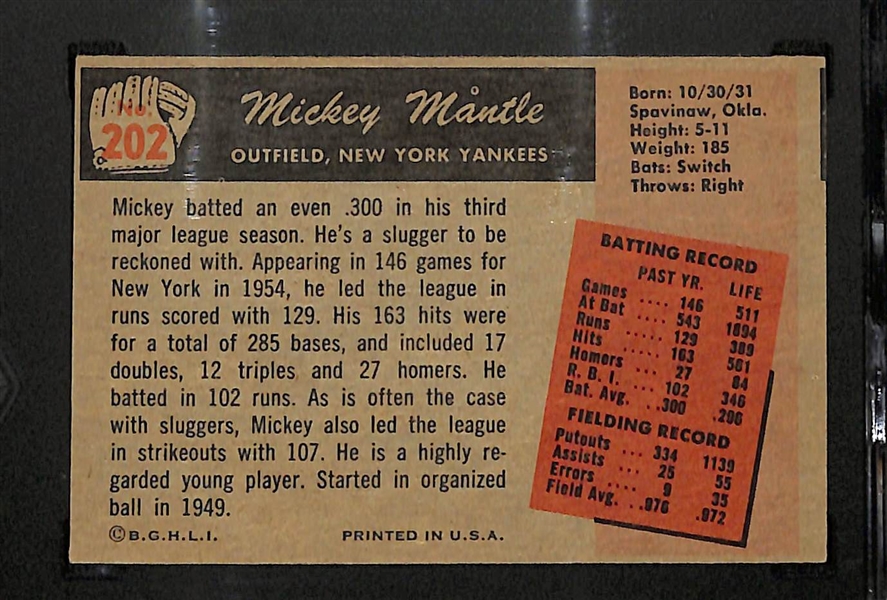 No.
202
Mickey Mantle
OUTFIELD, NEW YORK YANKEES
Born: 10/30/31
Spavinaw, Okla.
Height: 5-11
Weight: 185
Bats: Switch
Throws: Right
Mickey batted an even .300 in his third
major league season. He's a slugger to be
reckoned with. Appearing in 146 games for
New York in 1954, he led the league in
runs scored with 129. His 163 hits were
for a total of 285 bases, and included 17
doubles, 12 triples and 27 homers. He
batted in 102 runs. As is often the case
with sluggers, Mickey also led the league
in strikeouts with 107. He is a highly re-
garded young player. Started in organized
ball in 1949.
©B.G.H.L.I. PRINTED IN U.S.A.
BATTING RECORD
PAST YR. LIFE
Games .... 146 511
At Bat .... 543 1894
Runs ..... 129 389
Hits ..... 163 561
Homers .... 27 84
R. B. I. ... 102 346
Bat. Avg. ..300 .296
FIELDING RECORD
Putouts ... 334 1139
Assists ... 25 55
Errors .... 9 35
Field Avg. ..976 .972